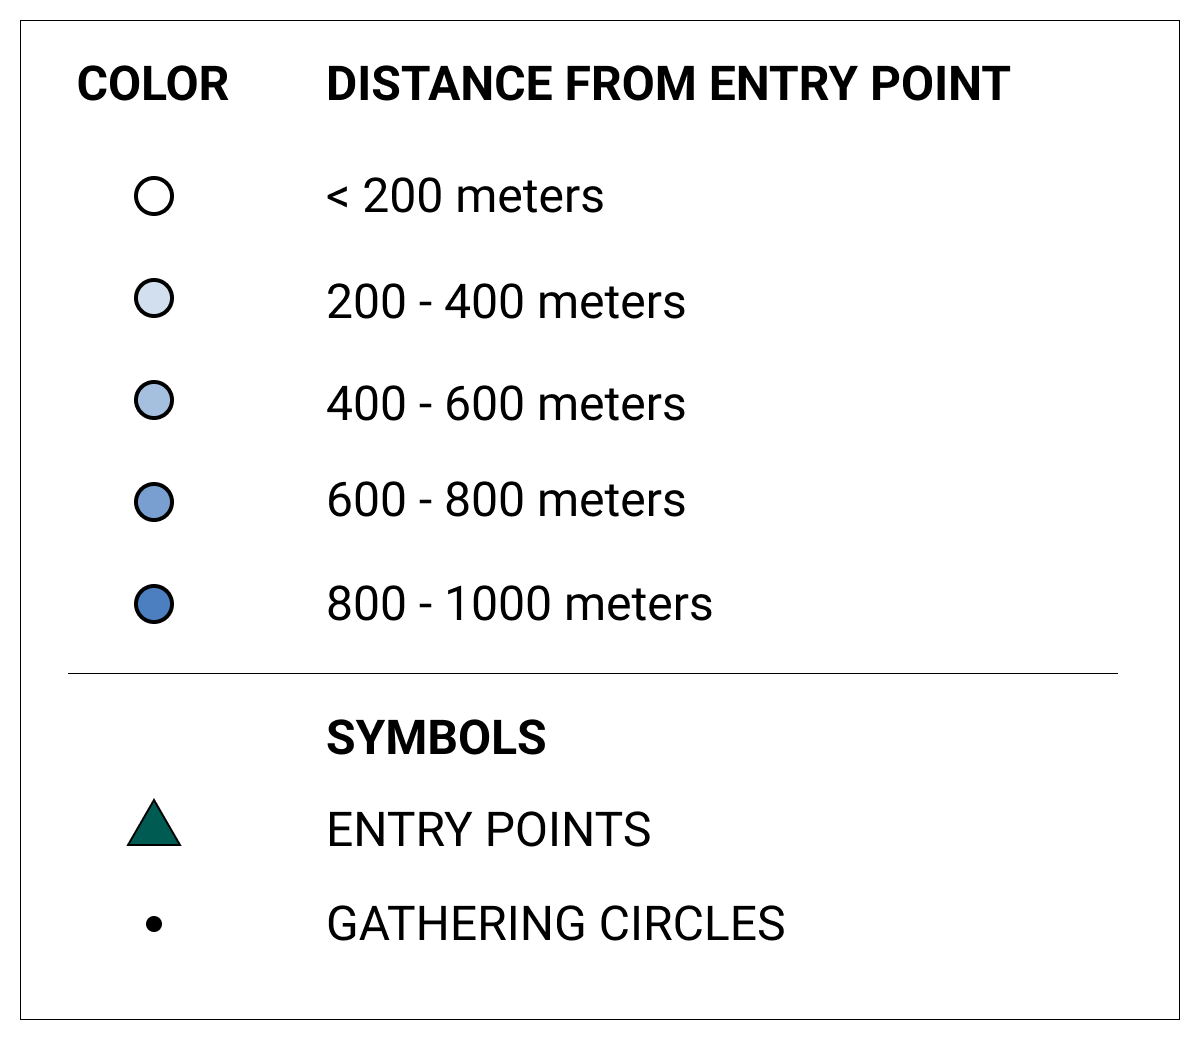 COLOR DISTANCE FROM ENTRY POINT
< 200 meters
200 - 400 meters
400 - 600 meters
600 - 800 meters
800 - 1000 meters
SYMBOLS
ENTRY POINTS
GATHERING CIRCLES